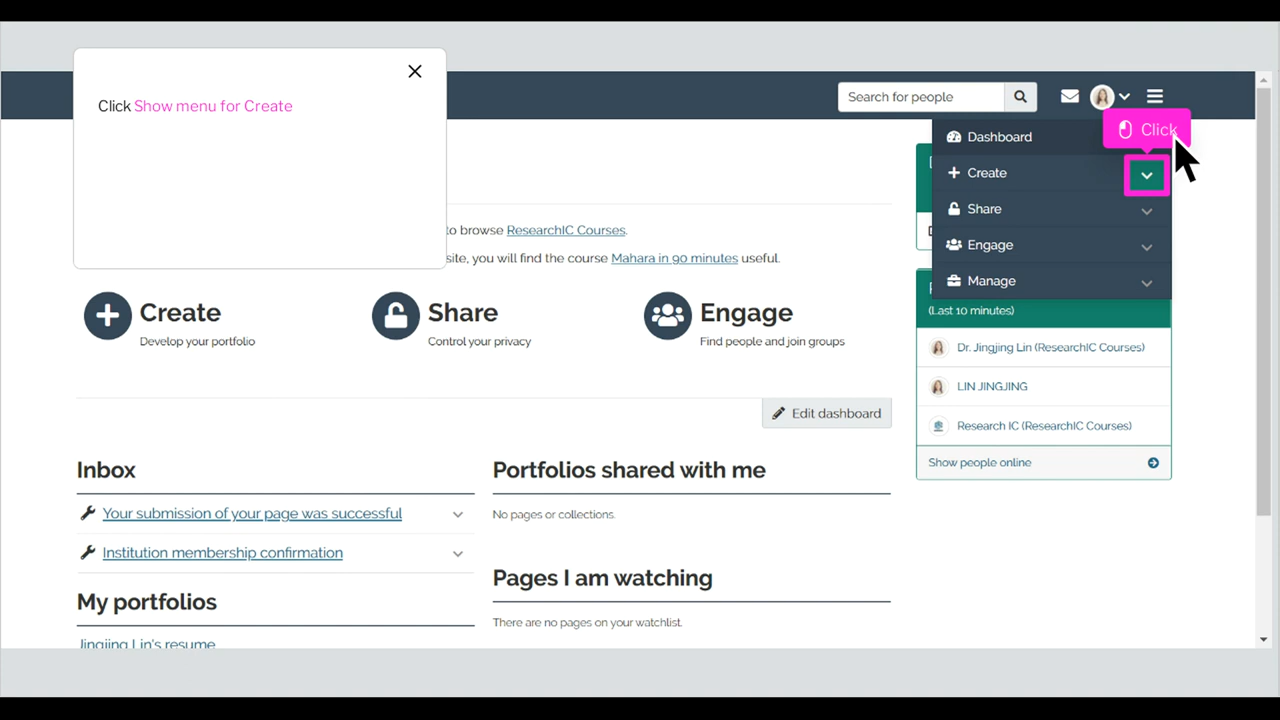 Click Show menu for Create
Search for people
Click
Dashboard
Create
Share
Engage
Manage
to browse ResearchIC Courses.
site, you will find the course Mahara in 90 minutes useful.
Create
Develop your portfolio
Share
Control your privacy
Engage
Find people and join groups
(Last 10 minutes)
Dr. Jingjing Lin (ResearchIC Courses)
LIN JINGJING
Research IC (ResearchIC Courses)
Show people online
Edit dashboard
Inbox
Your submission of your page was successful
Institution membership confirmation
My portfolios
Jingjing Lin's resume
Portfolios shared with me
No pages or collections.
Pages I am watching
There are no pages on your watchlist.